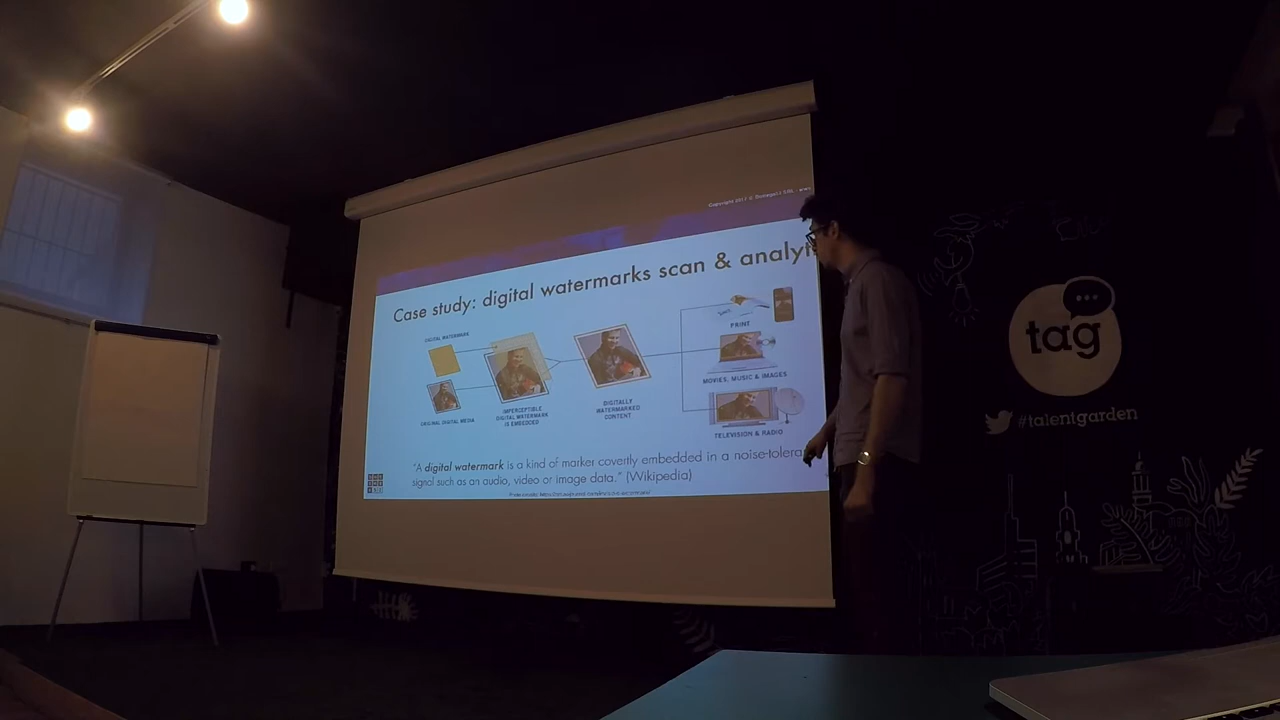 Copyright
Case study: digital watermarks scan & analyt
DIGITAL WATERMARK
ORIGINAL DIGITAL MEDIA
IMPERCEPTIBLE
DIGITAL WATERMARK
IS EMBEDDED
DIGITALLY
WATERMARKED
CONTENT
PRINT
MOVIES, MUSIC & IMAGES
TELEVISION & RADIO
"A digital watermark is a kind of marker covertly embedded in a noise-tolera
signal such as an audio, video or image data." (Wikipedia)
tag
#talentgarden